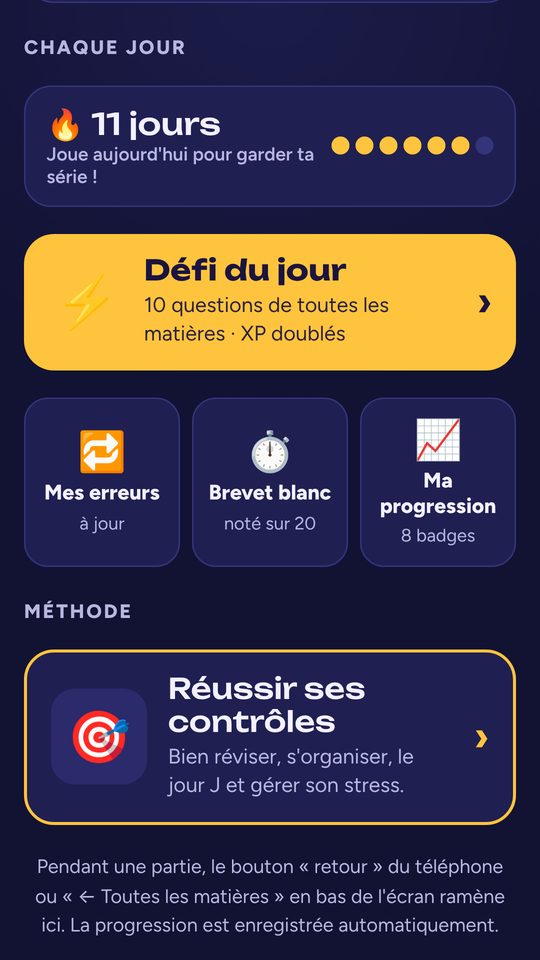 CHAQUE JOUR
🔥 11 jours
Joue aujourd'hui pour garder ta
série !
Défi du jour
10 questions de toutes les
matières · XP doublés
›
Mes erreurs
à jour
Brevet blanc
noté sur 20
Ma
progression
8 badges
MÉTHODE
Réussir ses
contrôles
Bien réviser, s'organiser, le
jour J et gérer son stress.
›
Pendant une partie, le bouton « retour » du téléphone
ou « ← Toutes les matières » en bas de l'écran ramène
ici. La progression est enregistrée automatiquement.